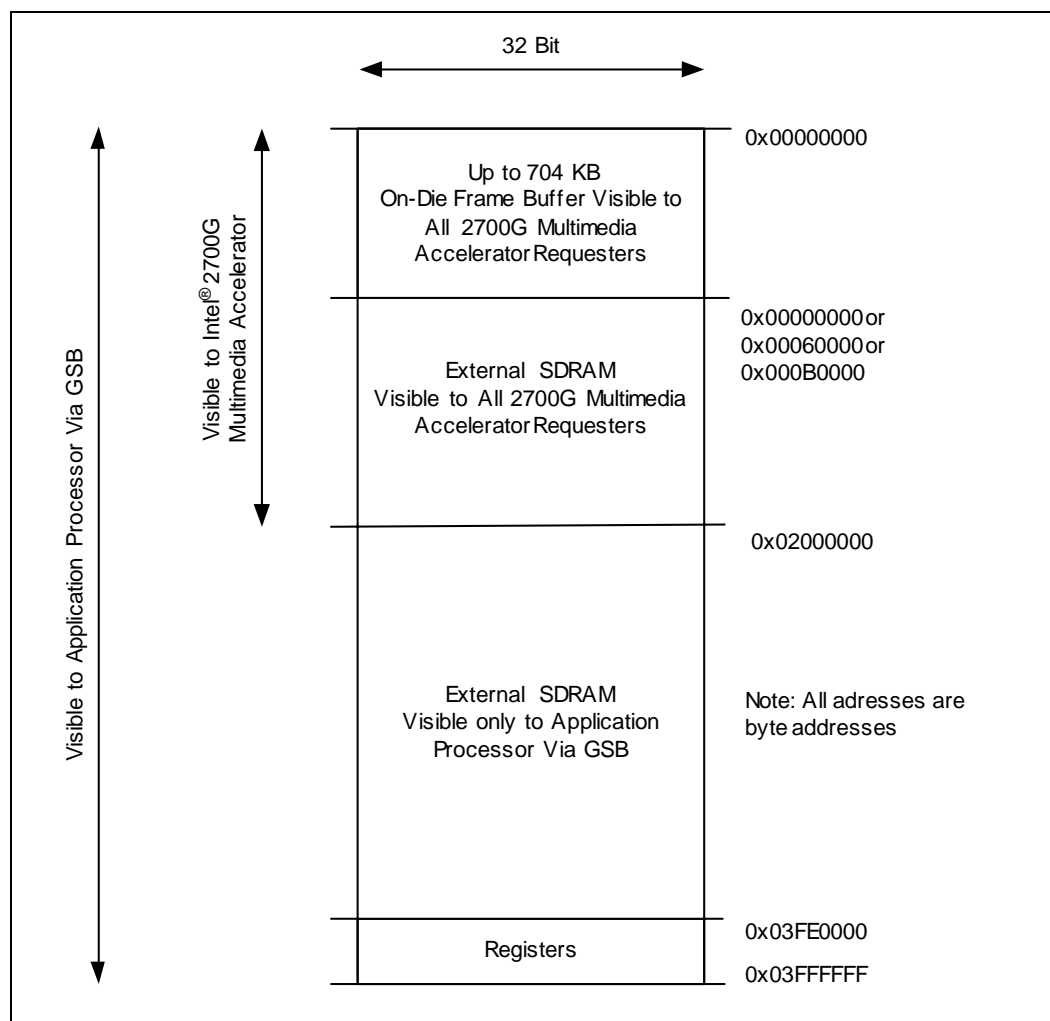 32 Bit
0x00000000
Up to 704 KB
On-Die Frame Buffer Visible to
All 2700G Multimedia
Accelerator Requesters
Visible to Application Processor Via GSB
Visible to Intel® 2700G
Multimedia Accelerator
0x00000000 or
0x00060000 or
0x000B0000
External SDRAM
Visible to All 2700G Multimedia
Accelerator Requesters
0x02000000
External SDRAM
Visible only to Application
Processor Via GSB
Note: All adresses are
byte addresses
0x03FE0000
Registers
0x03FFFFFF